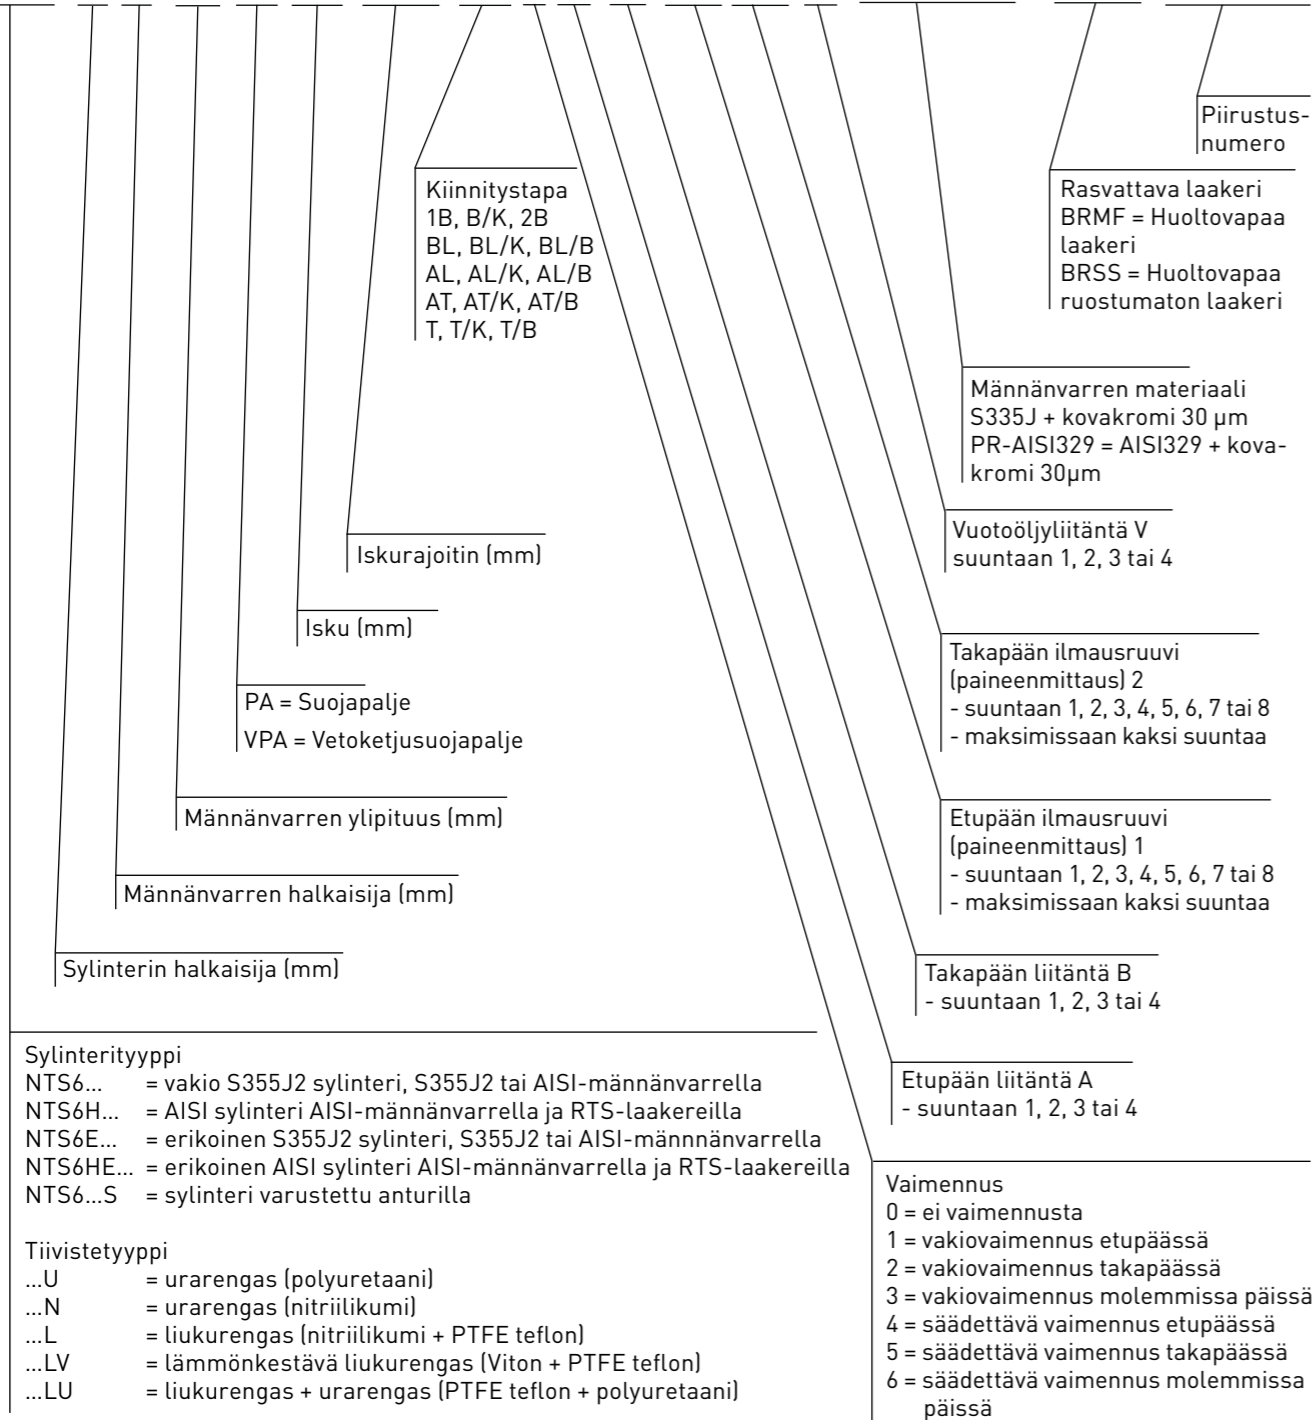 Piirustus-
numero
Rasvattava laakeri
BRMF = Huoltovapaa
laakeri
BRSS = Huoltovapaa
ruostumaton laakeri
Kiinnitystapa
1B, B/K, 2B
BL, BL/K, BL/B
AL, AL/K, AL/B
AT, AT/K, AT/B
T, T/K, T/B
Männänvarren materiaali
S335J + kovakromi 30 µm
PR-AISI329 = AISI329 + kova-
kromi 30µm
Vuotoöljyliitäntä V
suuntaan 1, 2, 3 tai 4
Iskurajoitin (mm)
Isku (mm)
Takapään ilmausruuvi
(paineenmittaus) 2
- suuntaan 1, 2, 3, 4, 5, 6, 7 tai 8
- maksimissaan kaksi suuntaa
PA = Suojapalje
VPA = Vetoketjusuojapalje
Männänvarren ylipituus (mm)
Etupään ilmausruuvi
(paineenmittaus) 1
- suuntaan 1, 2, 3, 4, 5, 6, 7 tai 8
- maksimissaan kaksi suuntaa
Männänvarren halkaisija (mm)
Sylinterin halkaisija (mm)
Takapään liitäntä B
- suuntaan 1, 2, 3 tai 4
Etupään liitäntä A
- suuntaan 1, 2, 3 tai 4
Sylinterityyppi
NTS6... = vakio S355J2 sylinteri, S355J2 tai AISI-männänvarrella
NTS6H... = AISI sylinteri AISI-männänvarrella ja RTS-laakereilla
NTS6E... = erikoinen S355J2 sylinteri, S355J2 tai AISI-männnänvarrella
NTS6HE... = erikoinen AISI sylinteri AISI-männänvarrella ja RTS-laakereilla
NTS6...S = sylinteri varustettu anturilla
Tiivistetyyppi
...U = urarengas (polyuretaani)
...N = urarengas (nitriilikumi)
...L = liukurengas (nitriilikumi + PTFE teflon)
...LV = lämmönkestävä liukurengas (Viton + PTFE teflon)
...LU = liukurengas + urarengas (PTFE teflon + polyuretaani)
Vaimennus
0 = ei vaimennusta
1 = vakiovaimennus etupäässä
2 = vakiovaimennus takapäässä
3 = vakiovaimennus molemmissa päissä
4 = säädettävä vaimennus etupäässä
5 = säädettävä vaimennus takapäässä
6 = säädettävä vaimennus molemmissa
päissä